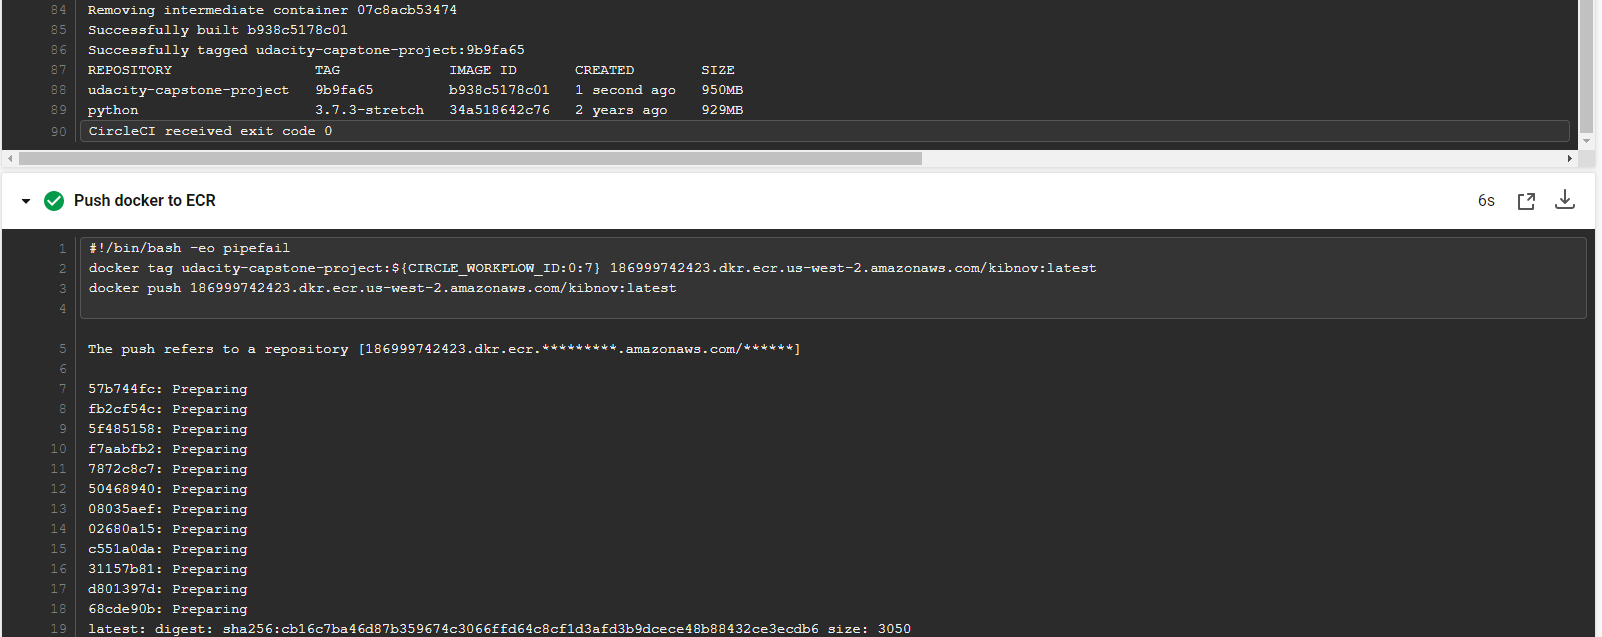 84 Removing intermediate container 07c8acb53474
85 Successfully built b938c5178c01
86 Successfully tagged udacity-capstone-project:9b9fa65
87 REPOSITORY TAG IMAGE ID CREATED SIZE
88 udacity-capstone-project 9b9fa65 b938c5178c01 1 second ago 950MB
89 python 3.7.3-stretch 34a518642c76 2 years ago 929MB
90 CircleCI received exit code 0
Push docker to ECR 6s
1 #!/bin/bash -eo pipefail
2 docker tag udacity-capstone-project:${CIRCLE_WORKFLOW_ID:0:7} 186999742423.dkr.ecr.us-west-2.amazonaws.com/kibnov:latest
3 docker push 186999742423.dkr.ecr.us-west-2.amazonaws.com/kibnov:latest
4
5 The push refers to a repository [186999742423.dkr.ecr.*********.amazonaws.com/******]
6
7 57b744fc: Preparing
8 fb2cf54c: Preparing
9 5f485158: Preparing
10 f7aabfb2: Preparing
11 7872c8c7: Preparing
12 50468940: Preparing
13 08035aef: Preparing
14 02680a15: Preparing
15 c551a0da: Preparing
16 31157b81: Preparing
17 d801397d: Preparing
18 68cde90b: Preparing
19 latest: digest: sha256:cb16c7ba46d87b359674c3066ffd64c8cf1d3afd3b9dcece48b88432ce3ecdb6 size: 3050